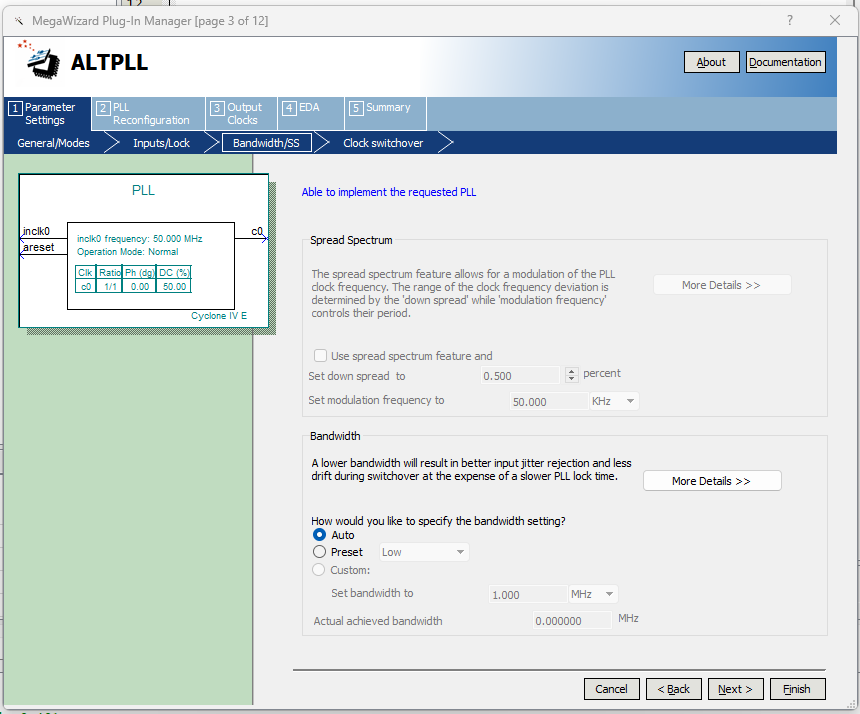 MegaWizard Plug-In Manager [page 3 of 12]
?
ALTPLL
About
Documentation
1 Parameter Settings
2 PLL Reconfiguration
3 Output Clocks
4 EDA
5 Summary
General/Modes
Inputs/Lock
Bandwidth/SS
Clock switchover
PLL
inclk0
areset
c0
inclk0 frequency: 50.000 MHz
Operation Mode: Normal
Clk Ratio Ph (dg) DC (%)
c0 1/1 0.00 50.00
Cyclone IV E
Able to implement the requested PLL
Spread Spectrum
The spread spectrum feature allows for a modulation of the PLL
clock frequency. The range of the clock frequency deviation is
determined by the 'down spread' while 'modulation frequency'
controls their period.
More Details >>
Use spread spectrum feature and
Set down spread to 0.500 percent
Set modulation frequency to 50.000 KHz
Bandwidth
A lower bandwidth will result in better input jitter rejection and less
drift during switchover at the expense of a slower PLL lock time.
More Details >>
How would you like to specify the bandwidth setting?
Auto
Preset Low
Custom:
Set bandwidth to 1.000 MHz
Actual achieved bandwidth 0.000000 MHz
Cancel
< Back
Next >
Finish